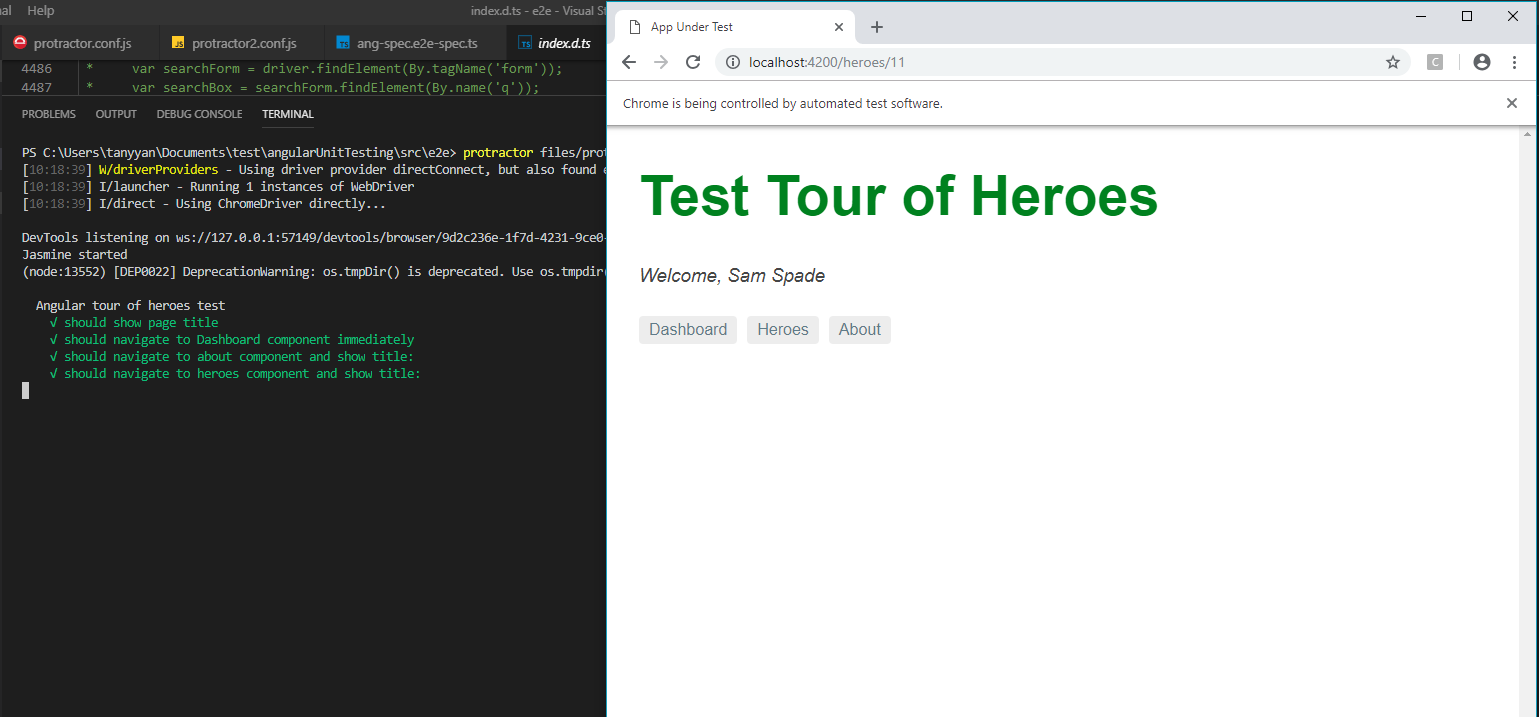 al Help
index.d.ts - e2e - Visual St
protractor.conf.js protractor2.conf.js ang-spec.e2e-spec.ts index.d.ts
4486 * var searchForm = driver.findElement(By.tagName('form'));
4487 * var searchBox = searchForm.findElement(By.name('q'));
PROBLEMS OUTPUT DEBUG CONSOLE TERMINAL
PS C:\Users\tanyyan\Documents\test\angularUnitTesting\src\e2e> protractor files/prot
[10:18:39] W/driverProviders - Using driver provider directConnect, but also found e
[10:18:39] I/launcher - Running 1 instances of WebDriver
[10:18:39] I/direct - Using ChromeDriver directly...
DevTools listening on ws://127.0.0.1:57149/devtools/browser/9d2c236e-1f7d-4231-9ce0-
Jasmine started
(node:13552) [DEP0022] DeprecationWarning: os.tmpDir() is deprecated. Use os.tmpdir(
Angular tour of heroes test
√ should show page title
√ should navigate to Dashboard component immediately
√ should navigate to about component and show title:
√ should navigate to heroes component and show title:
App Under Test
localhost:4200/heroes/11
C
Chrome is being controlled by automated test software.
Test Tour of Heroes
Welcome, Sam Spade
Dashboard Heroes About